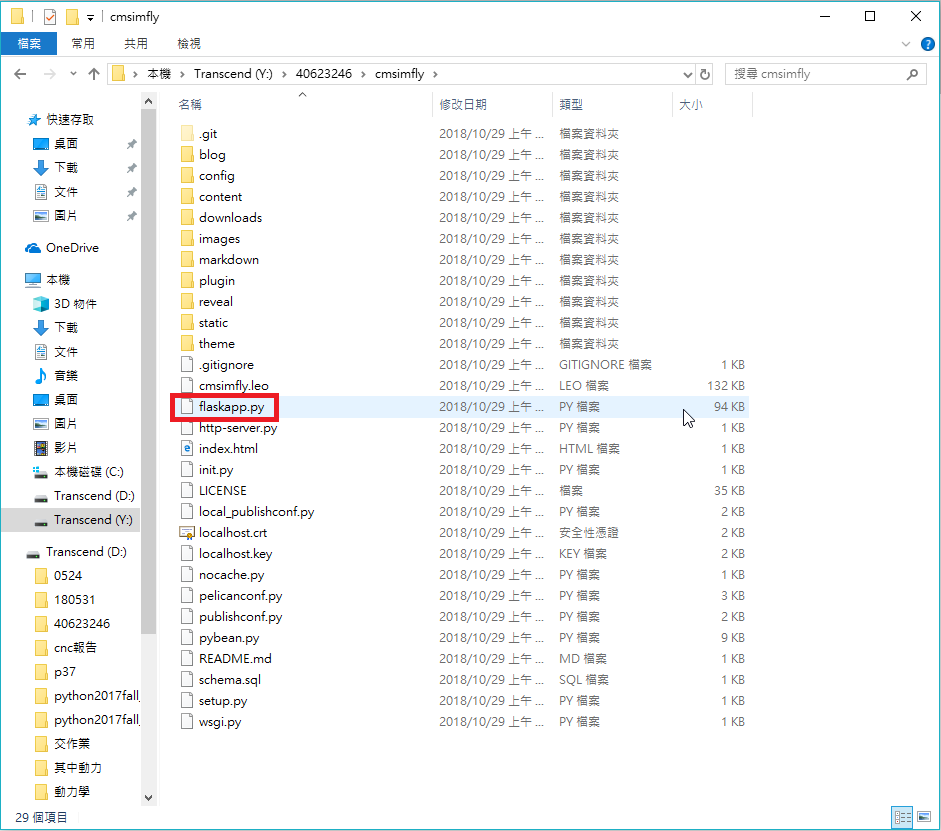 cmsimfly
檔案 常用 共用 檢視
本機 Transcend (Y:) 40623246 cmsimfly 搜尋 cmsimfly
快速存取
桌面
下載
文件
圖片
OneDrive
本機
3D 物件
下載
文件
音樂
桌面
圖片
影片
本機磁碟 (C:)
Transcend (D:)
Transcend (Y:)
Transcend (D:)
0524
180531
40623246
cnc報告
p37
python2017fall_
python2017fall_
交作業
其中動力
動力學
名稱 修改日期 類型 大小
.git 2018/10/29 上午 ... 檔案資料夾
blog 2018/10/29 上午 ... 檔案資料夾
config 2018/10/29 上午 ... 檔案資料夾
content 2018/10/29 上午 ... 檔案資料夾
downloads 2018/10/29 上午 ... 檔案資料夾
images 2018/10/29 上午 ... 檔案資料夾
markdown 2018/10/29 上午 ... 檔案資料夾
plugin 2018/10/29 上午 ... 檔案資料夾
reveal 2018/10/29 上午 ... 檔案資料夾
static 2018/10/29 上午 ... 檔案資料夾
theme 2018/10/29 上午 ... 檔案資料夾
.gitignore 2018/10/29 上午 ... GITIGNORE 檔案 1 KB
cmsimfly.leo 2018/10/29 上午 ... LEO 檔案 132 KB
flaskapp.py 2018/10/29 上午 ... PY 檔案 94 KB
http-server.py 2018/10/29 上午 ... PY 檔案 1 KB
index.html 2018/10/29 上午 ... HTML 檔案 1 KB
init.py 2018/10/29 上午 ... PY 檔案 1 KB
LICENSE 2018/10/29 上午 ... 檔案 35 KB
local_publishconf.py 2018/10/29 上午 ... PY 檔案 2 KB
localhost.crt 2018/10/29 上午 ... 安全性憑證 2 KB
localhost.key 2018/10/29 上午 ... KEY 檔案 2 KB
nocache.py 2018/10/29 上午 ... PY 檔案 1 KB
pelicanconf.py 2018/10/29 上午 ... PY 檔案 3 KB
publishconf.py 2018/10/29 上午 ... PY 檔案 2 KB
pybean.py 2018/10/29 上午 ... PY 檔案 9 KB
README.md 2018/10/29 上午 ... MD 檔案 1 KB
schema.sql 2018/10/29 上午 ... SQL 檔案 1 KB
setup.py 2018/10/29 上午 ... PY 檔案 1 KB
wsgi.py 2018/10/29 上午 ... PY 檔案 1 KB
29 個項目